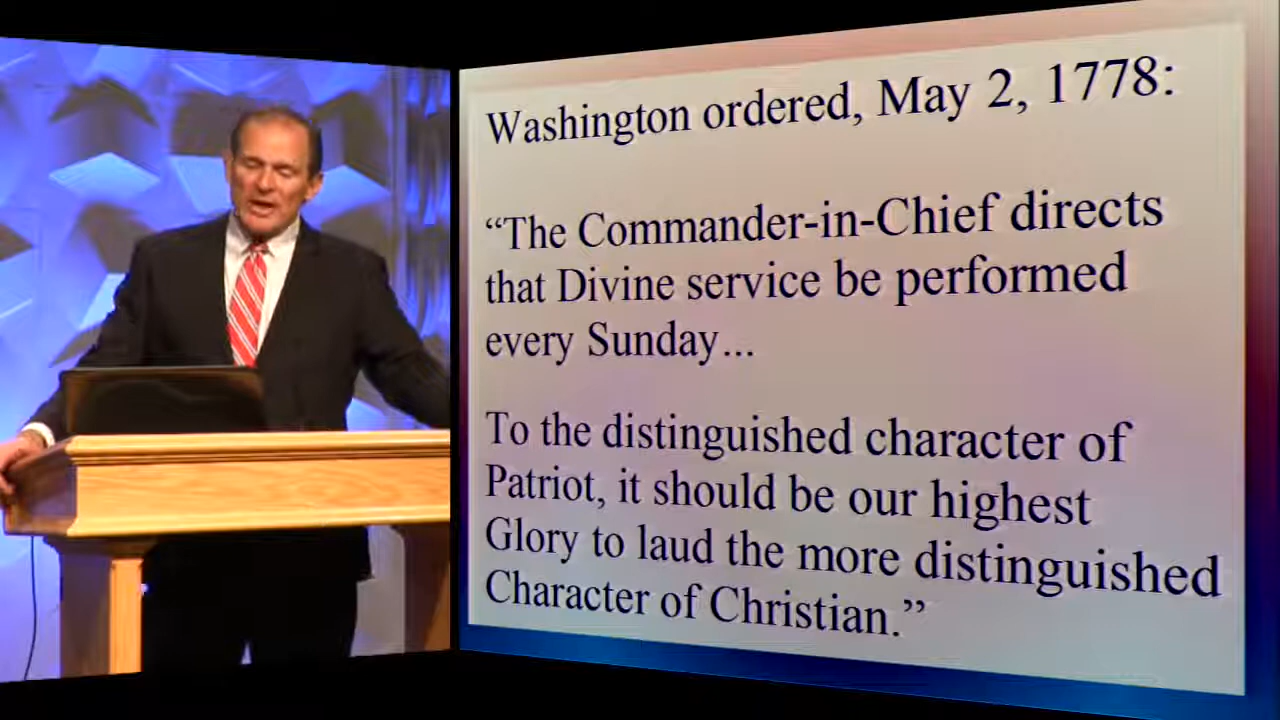 Washington ordered, May 2, 1778:
“The Commander-in-Chief directs
that Divine service be performed
every Sunday...
To the distinguished character of
Patriot, it should be our highest
Glory to laud the more distinguished
Character of Christian.”